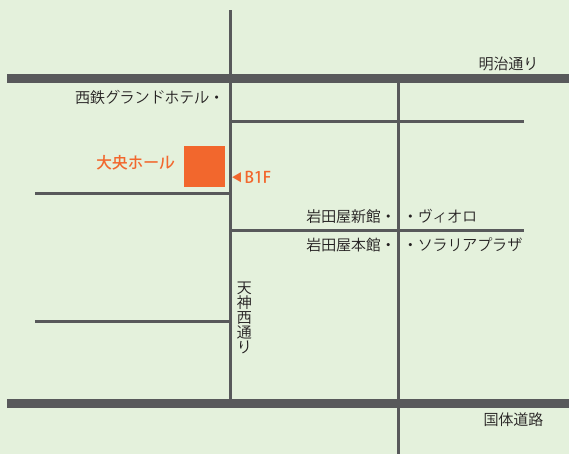 明治通り
西鉄グランドホテル・
大央ホール
B1F
岩田屋新館・
・ヴィオロ
岩田屋本館・
・ソラリアプラザ
天神西通り
国体道路